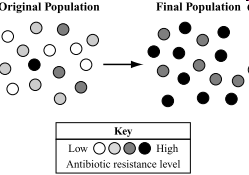 Original Population
Final Population
Key
Low High
Antibiotic resistance level